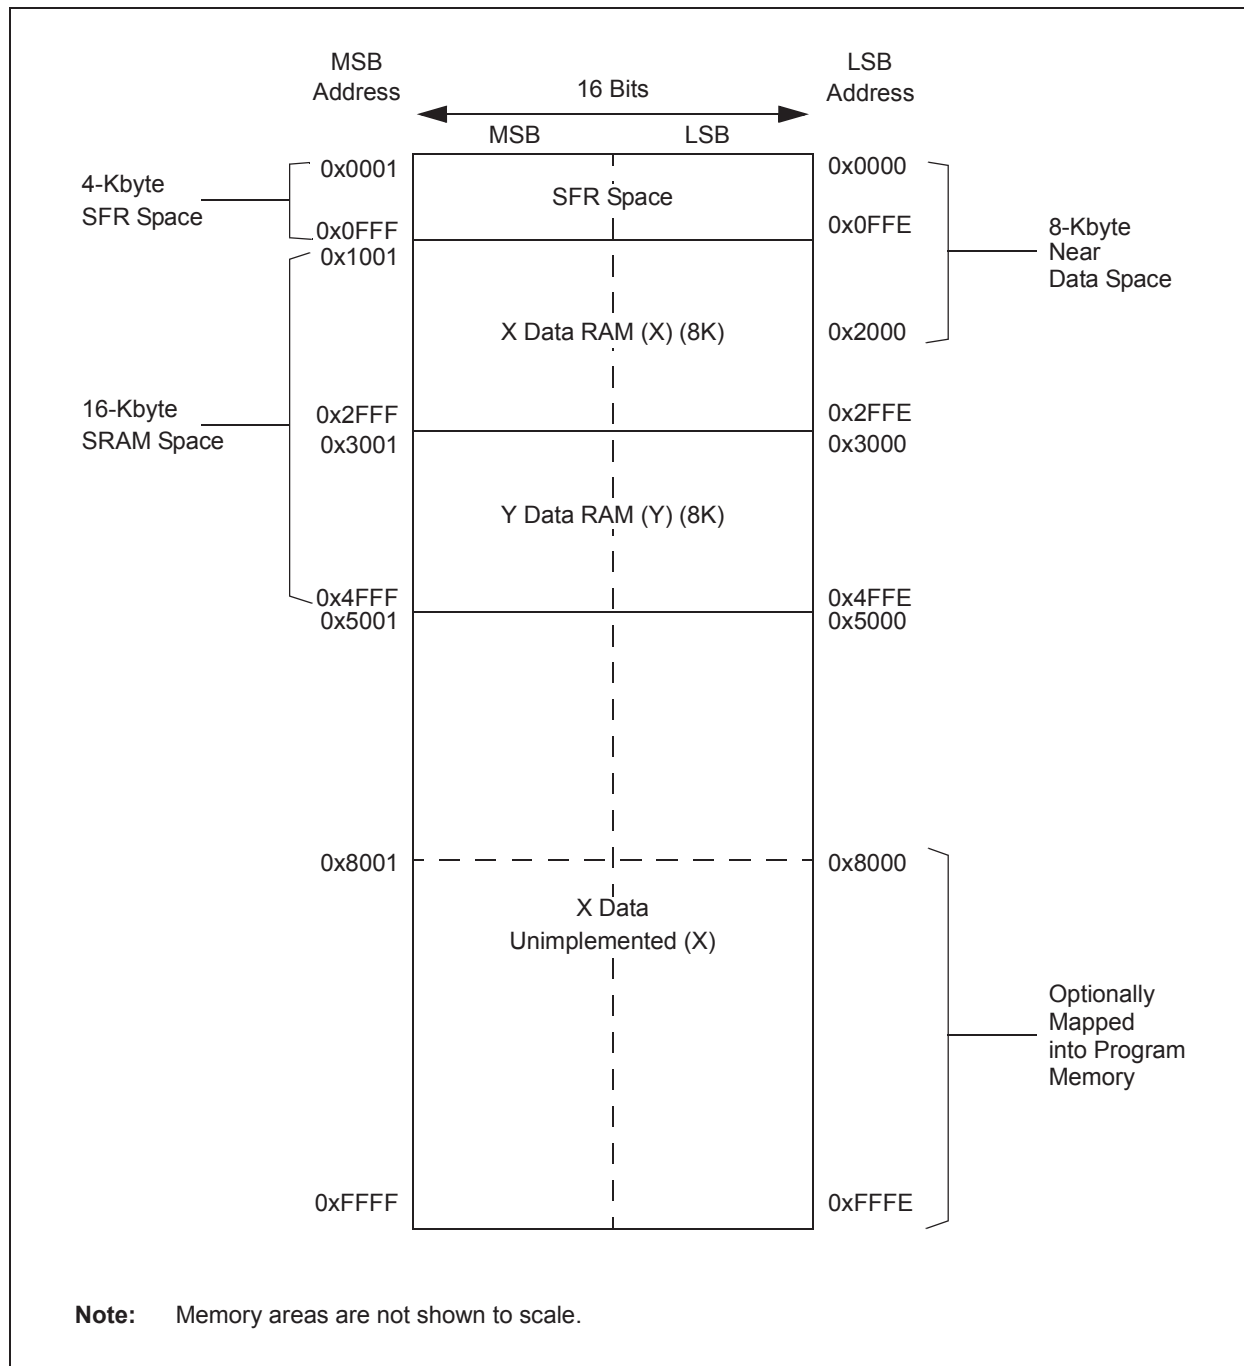 MSB
Address
16 Bits
LSB
Address
MSB
LSB
0x0001
0x0000
4-Kbyte
SFR Space
SFR Space
0x0FFF
0x0FFE
0x1001
8-Kbyte
Near
Data Space
X Data RAM (X) (8K)
0x2000
16-Kbyte
SRAM Space
0x2FFF
0x2FFE
0x3001
0x3000
Y Data RAM (Y) (8K)
0x4FFF
0x4FFE
0x5001
0x5000
0x8001
0x8000
X Data
Unimplemented (X)
Optionally
Mapped
into Program
Memory
0xFFFF
0xFFFE
Note: Memory areas are not shown to scale.